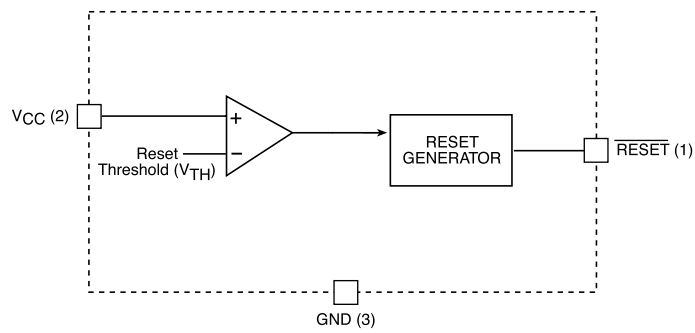 VCC (2)
+
Reset
Threshold (VTH)
−
RESET
GENERATOR
RESET (1)
GND (3)